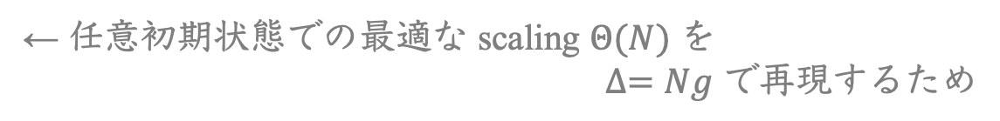 ← 任意初期状態での最適な scaling Θ(N) を
Δ= Ng で再現するため